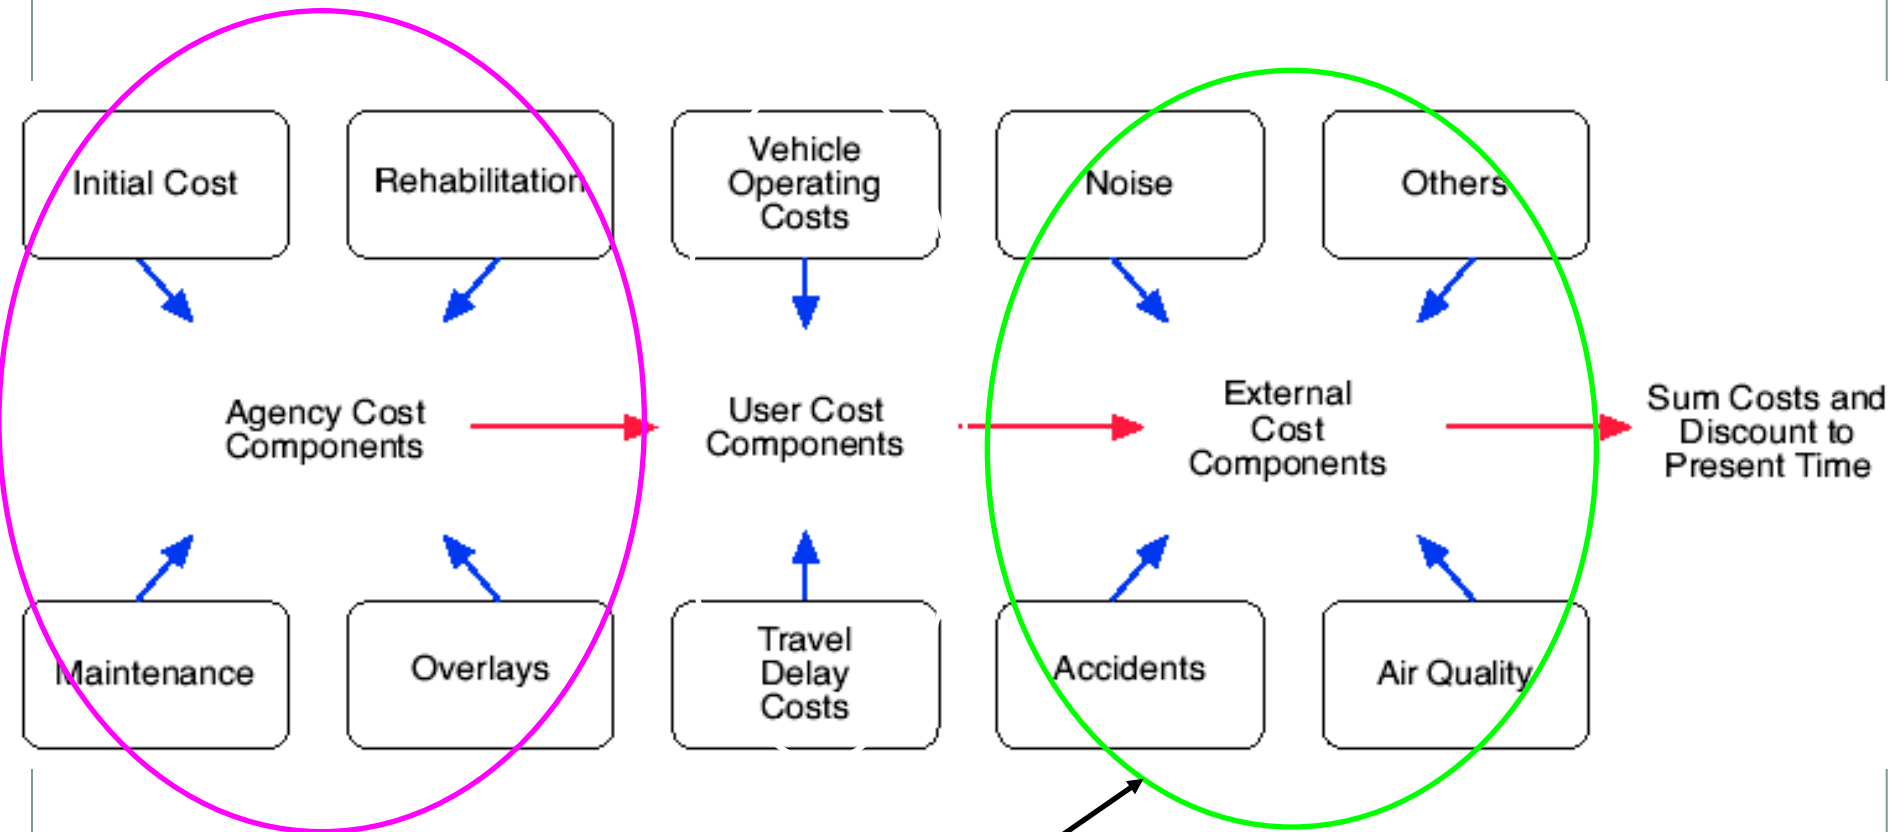 Initial Cost
Rehabilitation
Vehicle
Operating
Costs
Noise
Others
Agency Cost
Components
User Cost
Components
External
Cost
Components
Sum Costs and
Discount to
Present Time
Maintenance
Overlays
Travel
Delay
Costs
Accidents
Air Quality